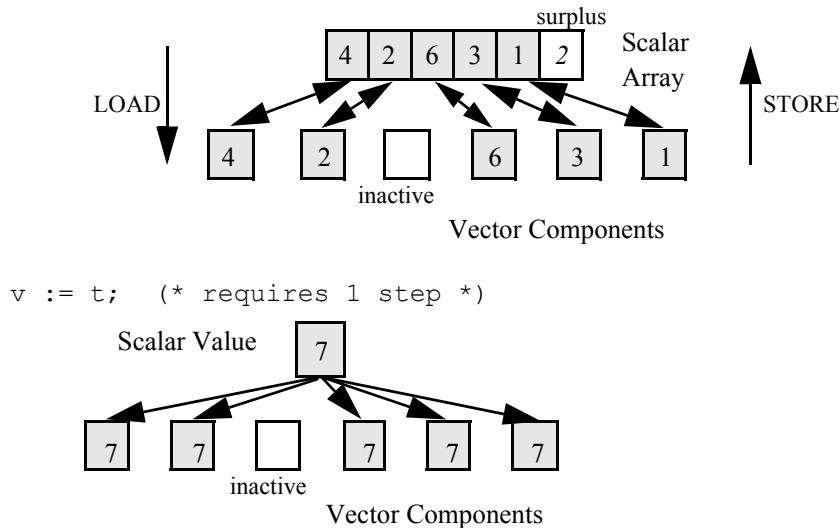 surplus
4 2 6 3 1 2
Scalar
Array
LOAD
STORE
4 2 6 3 1
inactive
Vector Components
v := t; (* requires 1 step *)
Scalar Value
7
7 7 7 7 7
inactive
Vector Components